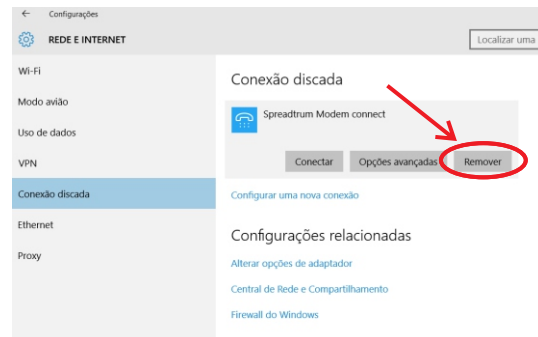 Configurações
REDE E INTERNET
Localizar uma
Wi-Fi
Modo avião
Uso de dados
VPN
Conexão discada
Ethernet
Proxy
Conexão discada
Spreadtrum Modem connect
Conectar
Opções avançadas
Remover
Configurar uma nova conexão
Configurações relacionadas
Alterar opções de adaptador
Central de Rede e Compartilhamento
Firewall do Windows